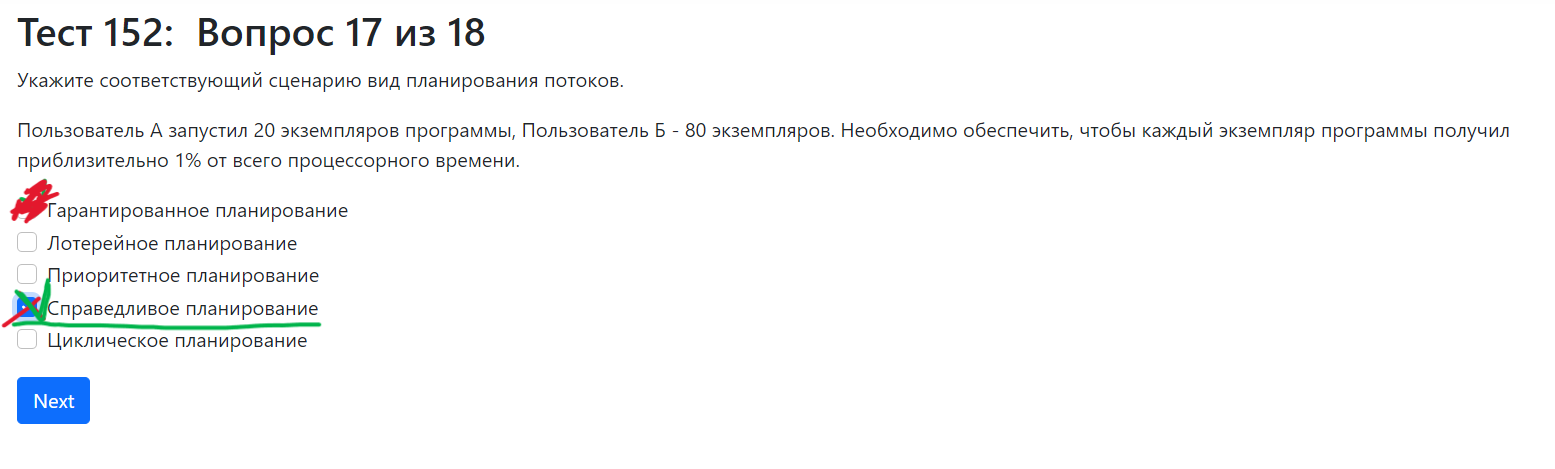 Тест 152: Вопрос 17 из 18
Укажите соответствующий сценарию вид планирования потоков.
Пользователь А запустил 20 экземпляров программы, Пользователь Б - 80 экземпляров. Необходимо обеспечить, чтобы каждый экземпляр программы получил
приблизительно 1% от всего процессорного времени.
Гарантированное планирование
Лотерейное планирование
Приоритетное планирование
Справедливое планирование
Циклическое планирование
Next